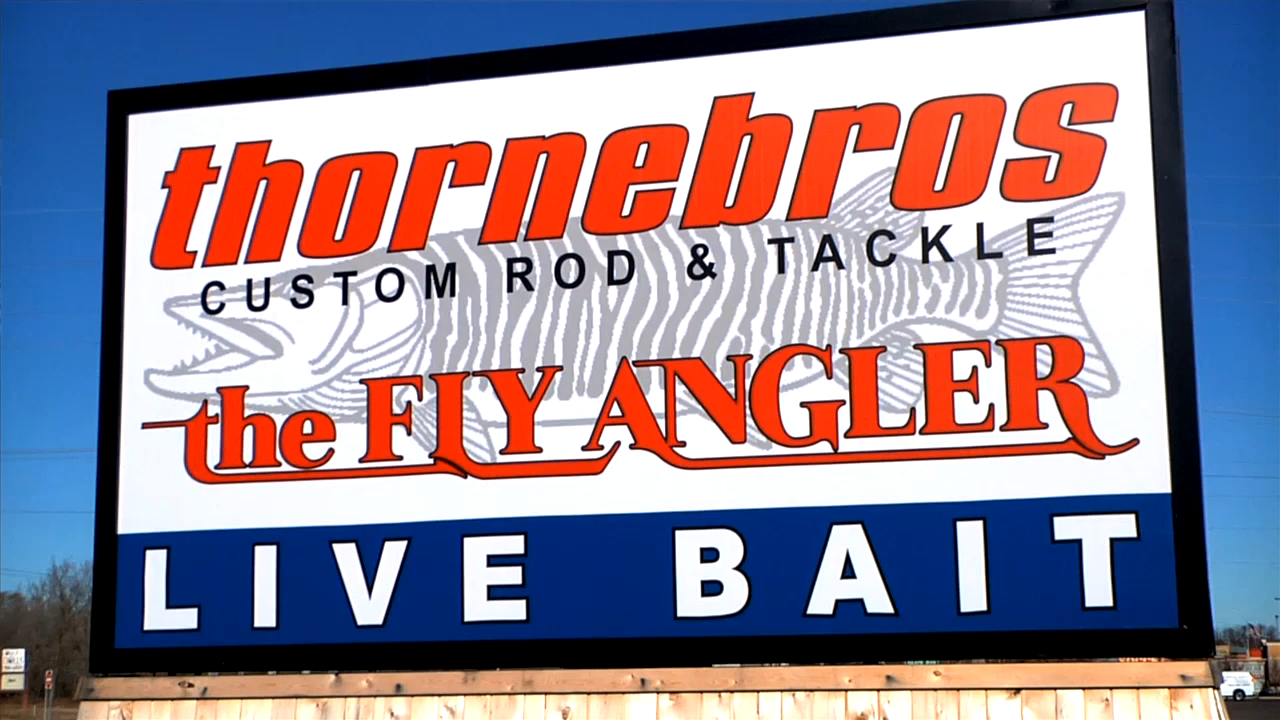 thornebros
CUSTOM ROD & TACKLE
the FLY ANGLER
LIVE BAIT